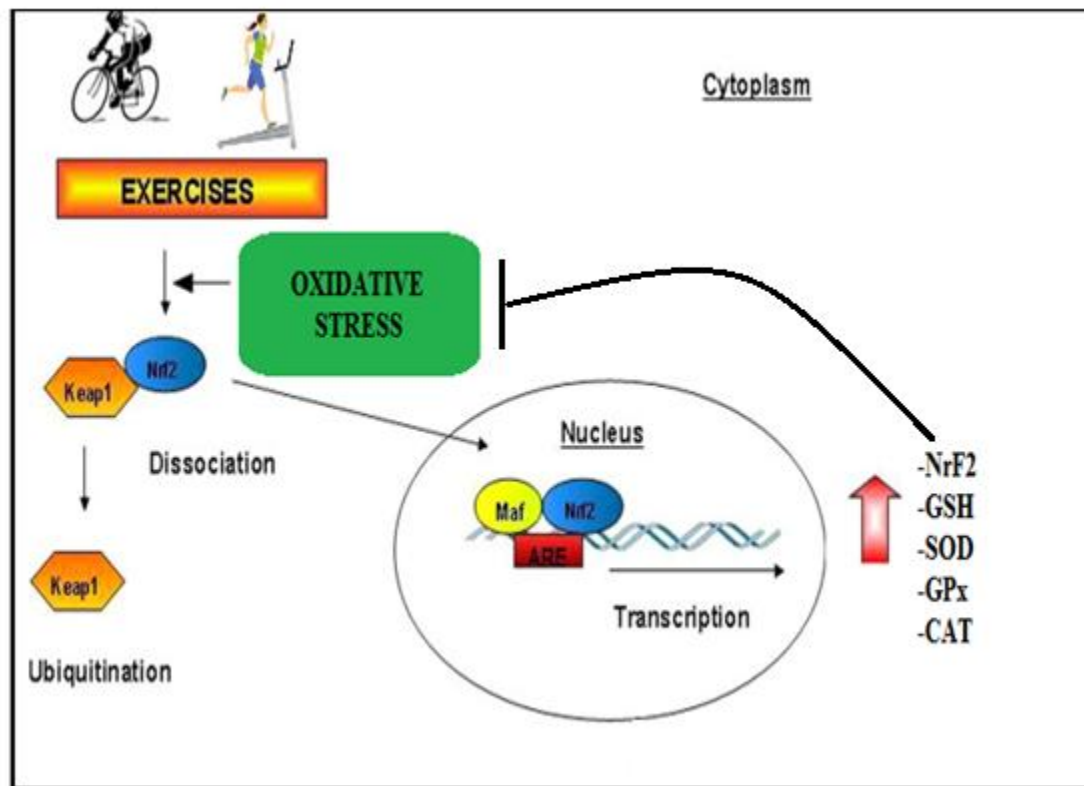 Cytoplasm
EXERCISES
OXIDATIVE
STRESS
Nrf2
Keap1
Dissociation
Nucleus
Maf
Nrf2
ARE
Transcription
Keap1
Ubiquitination
-NrF2
-GSH
-SOD
-GPx
-CAT